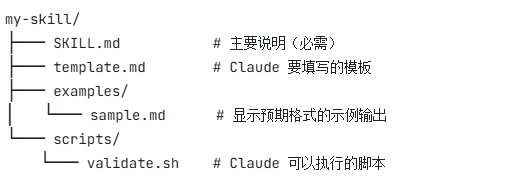 my-skill/
├── SKILL.md           # 主要说明（必需）
├── template.md        # Claude 要填写的模板
├── examples/
│   └── sample.md      # 显示预期格式的示例输出
└── scripts/
    └── validate.sh    # Claude 可以执行的脚本